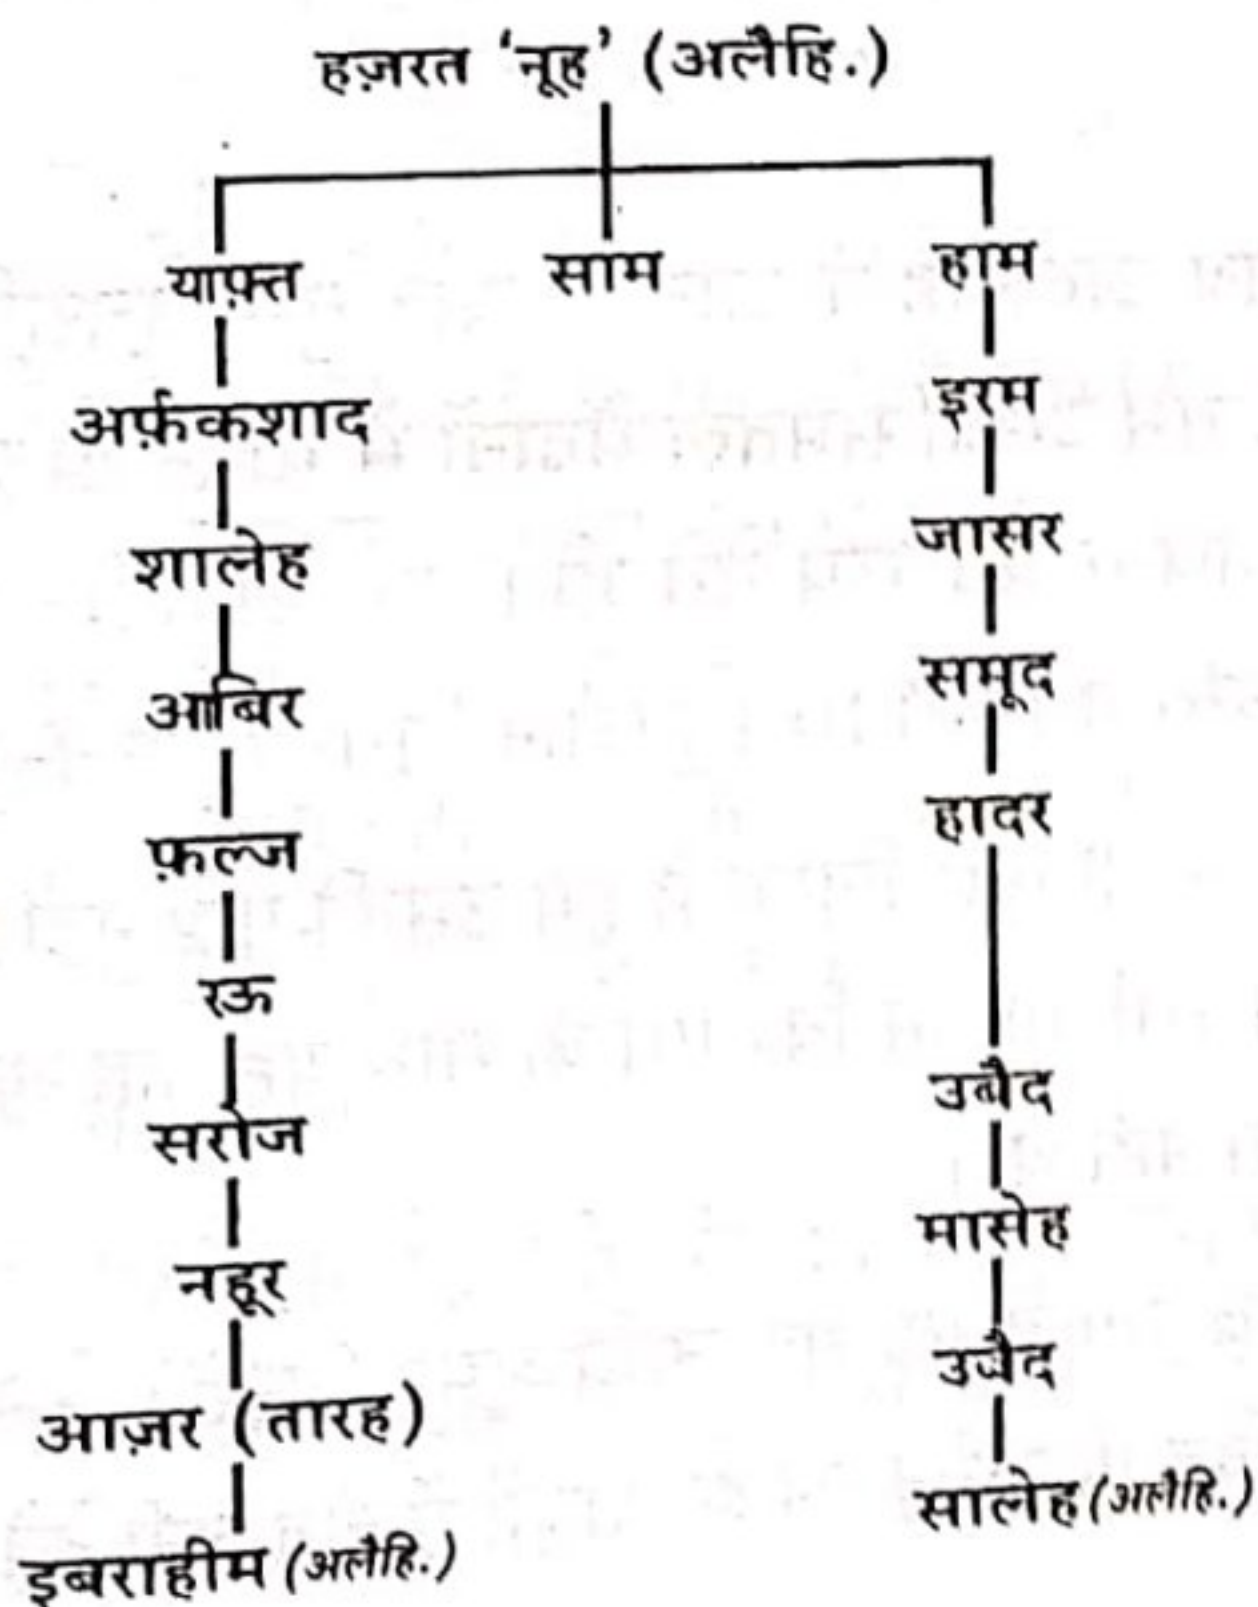 हज़रत ‘नूह’ (अलैहि.)
याफ़्त साम हाम
अर्फ़कशाद इरम
शालेह जासर
आबिर समूद
फ़ल्ज हादर
रऊ
सरोज उबैद
नहूर मासेह
आज़र (तारह) उबैद
इबराहीम (अलैहि.) सालेह (अलैहि.)